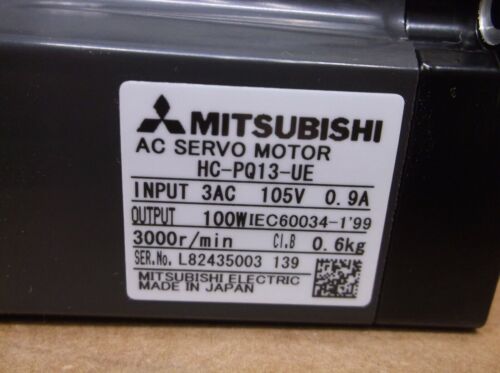 MITSUBISHI
AC SERVO MOTOR
HC-PQ13-UE
INPUT 3AC 105V 0.9A
OUTPUT 100W IEC60034-1'99
3000r/min Cl.B 0.6kg
SER.No. L82435003 139
MITSUBISHI ELECTRIC
MADE IN JAPAN